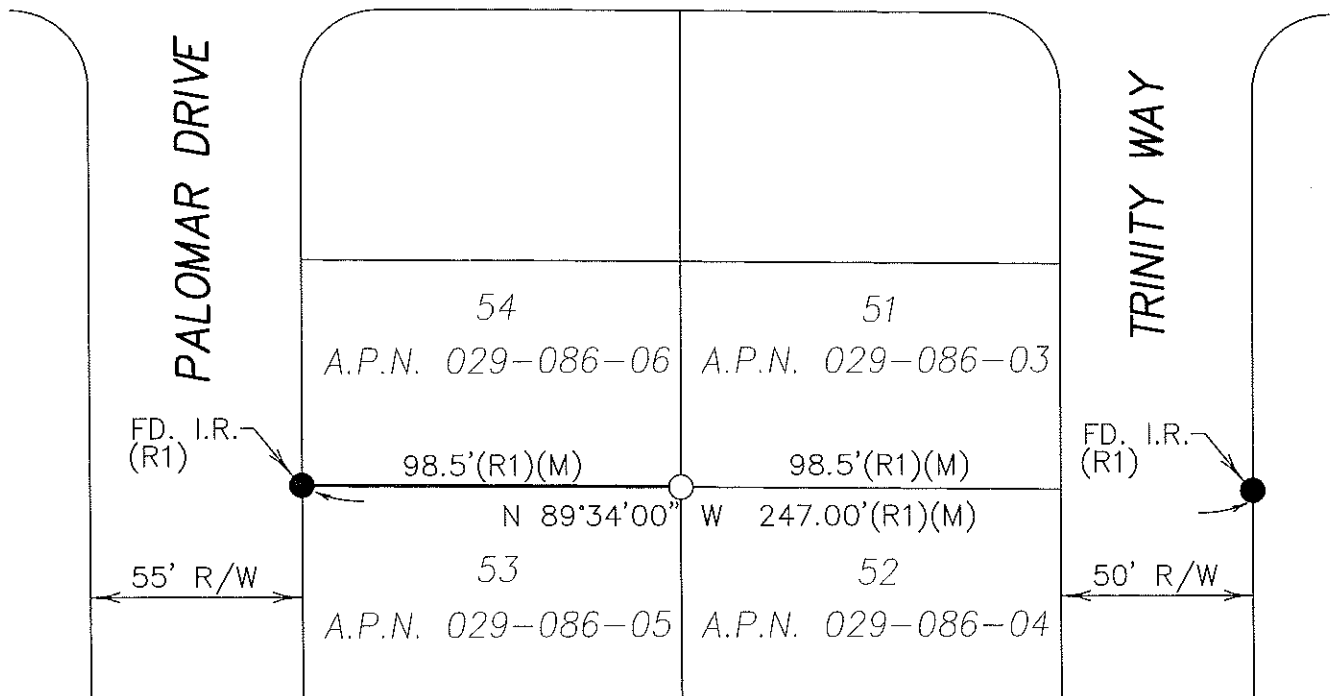 PALOMAR DRIVE
TRINITY WAY
54
A.P.N. 029-086-06
51
A.P.N. 029-086-03
FD. I.R.
(R1)
98.5'(R1)(M)
98.5'(R1)(M)
FD. I.R.
(R1)
N 89°34'00" W 247.00'(R1)(M)
55' R/W
53
A.P.N. 029-086-05
52
A.P.N. 029-086-04
50' R/W